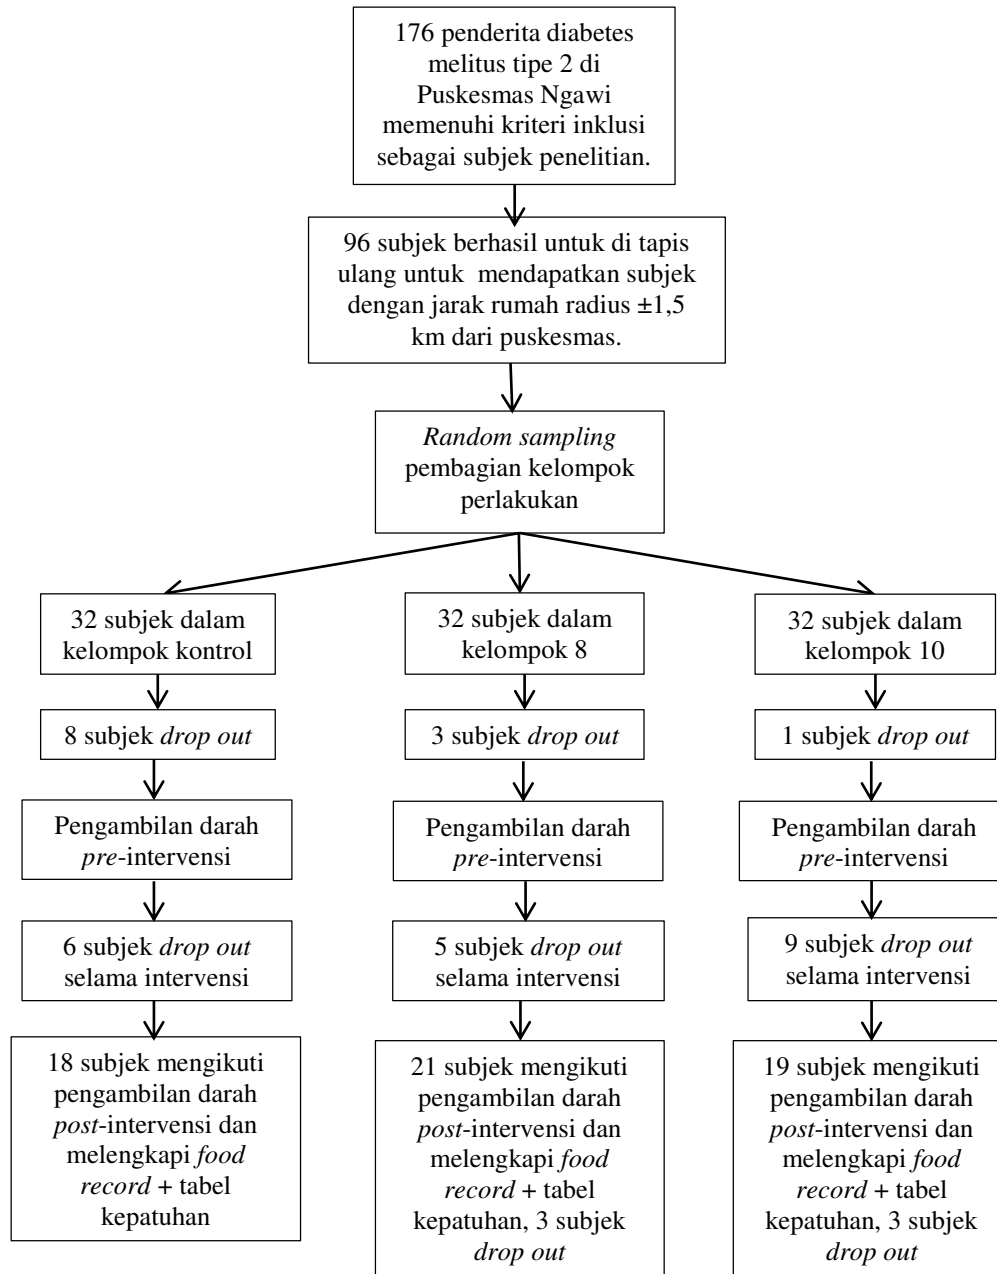 176 penderita diabetes
melitus tipe 2 di
Puskesmas Ngawi
memenuhi kriteri inklusi
sebagai subjek penelitian.
96 subjek berhasil untuk di tapis
ulang untuk mendapatkan subjek
dengan jarak rumah radius ±1,5
km dari puskesmas.
Random sampling
pembagian kelompok
perlakukan
32 subjek dalam
kelompok kontrol
32 subjek dalam
kelompok 8
32 subjek dalam
kelompok 10
8 subjek drop out
3 subjek drop out
1 subjek drop out
Pengambilan darah
pre-intervensi
Pengambilan darah
pre-intervensi
Pengambilan darah
pre-intervensi
6 subjek drop out
selama intervensi
5 subjek drop out
selama intervensi
9 subjek drop out
selama intervensi
18 subjek mengikuti
pengambilan darah
post-intervensi dan
melengkapi food
record + tabel
kepatuhan
21 subjek mengikuti
pengambilan darah
post-intervensi dan
melengkapi food
record + tabel
kepatuhan, 3 subjek
drop out
19 subjek mengikuti
pengambilan darah
post-intervensi dan
melengkapi food
record + tabel
kepatuhan, 3 subjek
drop out